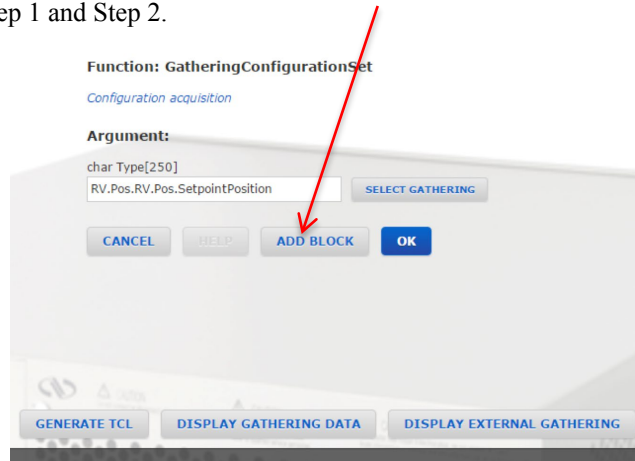 ep 1 and Step 2.
Function: GatheringConfigurationSet
Configuration acquisition
Argument:
char Type[250]
RV.Pos.RV.Pos.SetpointPosition SELECT GATHERING
CANCEL HELP ADD BLOCK OK
GENERATE TCL DISPLAY GATHERING DATA DISPLAY EXTERNAL GATHERING